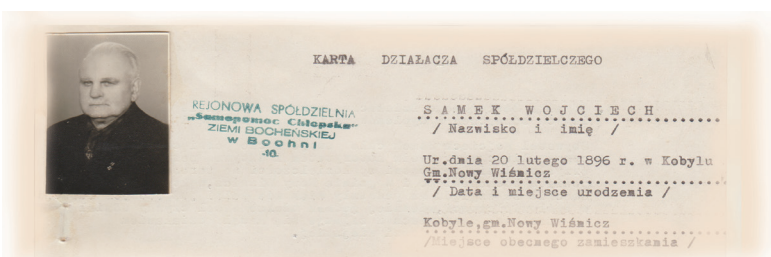 KARTA DZIAŁACZA SPÓŁDZIELCZEGO
REJONOWA SPÓŁDZIELNIA
„Samopomoc Chłopska"
ZIEMI BOCHEŃSKIEJ
w Bochni
-10.
SAMEK WOJCIECH
/ Nazwisko i imię /
Ur.dnia 20 lutego 1896 r. w Kobylu
Gm.Nowy Wiśnicz
/ Data i miejsce urodzenia /
Kobyle,gm.Nowy Wiśnicz
/Miejsce obecnego zamieszkania /